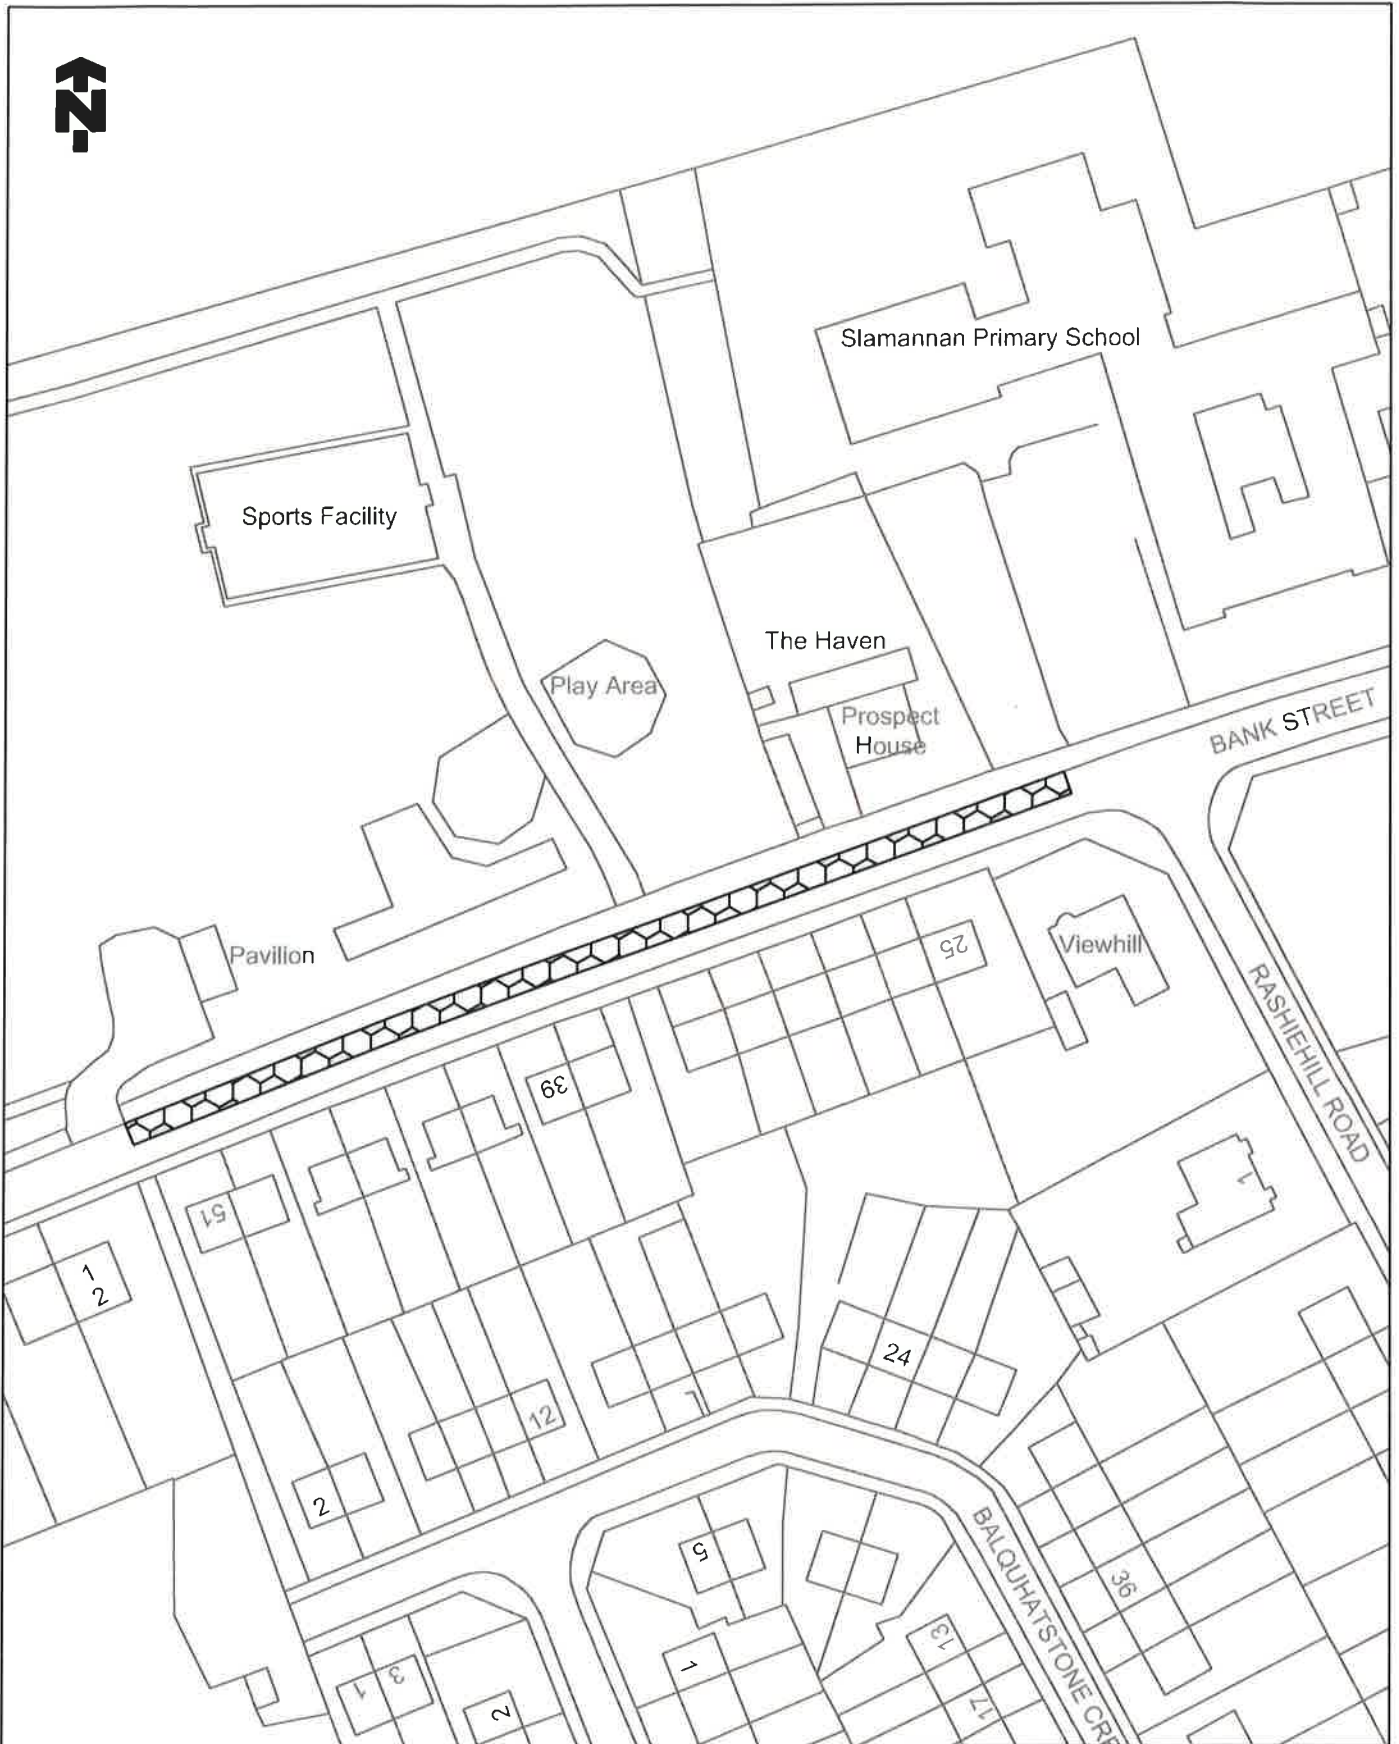 N
Slamannan Primary School
Sports Facility
The Haven
Play Area
Prospect
House
BANK STREET
Pavilion
25
Viewhill
RASHIEHILL ROAD
39
51
1
1
2
24
12
2
5
BALQUHATSTONE CRE
36
13
3
1
1
17
2